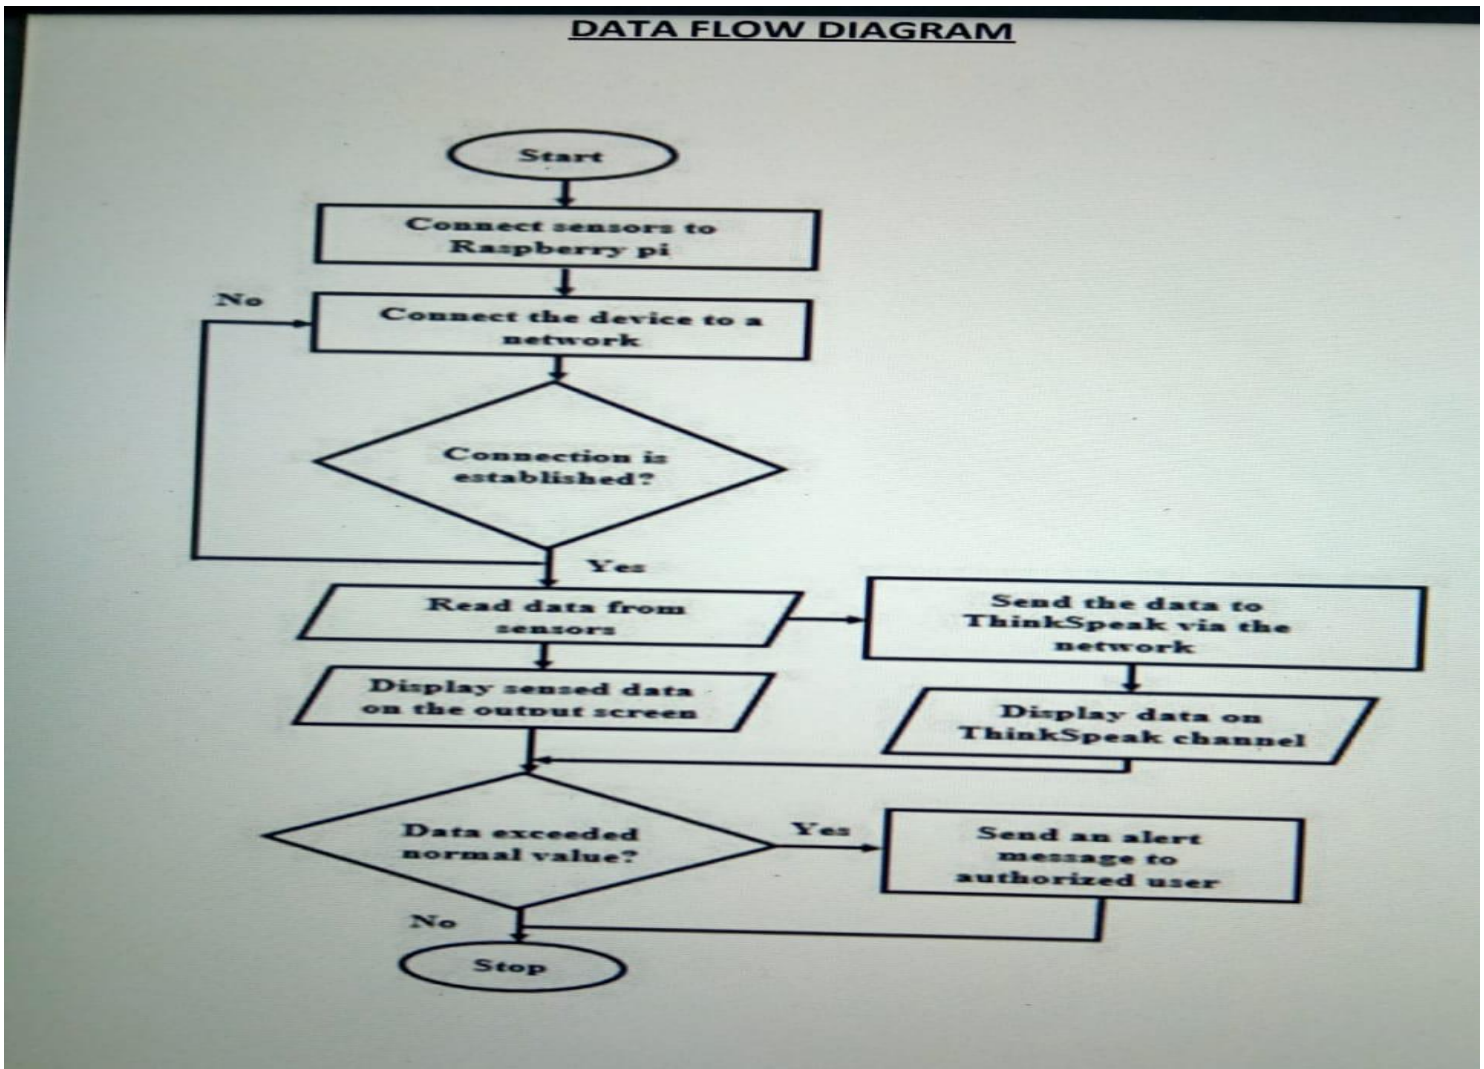 DATA FLOW DIAGRAM
Start
Connect sensors to
Raspberry pi
No
Connect the device to a
network
Connection is
established?
Yes
Read data from
sensors
Send the data to
ThinkSpeak via the
network
Display sensed data
on the output screen
Display data on
ThinkSpeak channel
Data exceeded
normal value?
Yes
Send an alert
message to
authorized user
No
Stop